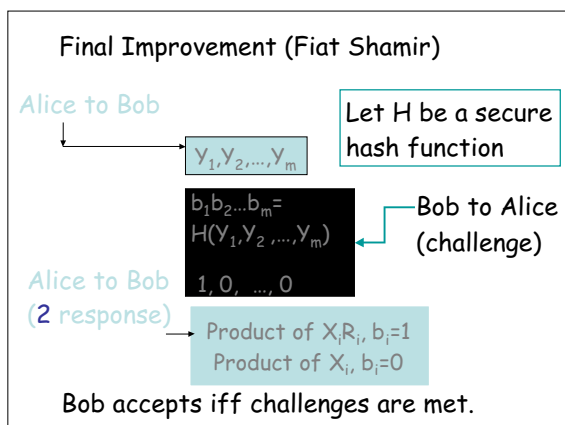 Final Improvement (Fiat Shamir)
Alice to Bob
Let H be a secure
hash function
Y₁,Y₂,...,Yₘ
b₁b₂...bₘ=
H(Y₁,Y₂ ,...,Yₘ)
1, 0, ..., 0
Bob to Alice
(challenge)
Alice to Bob
(2 response)
Product of XᵢRᵢ, bᵢ=1
Product of Xᵢ, bᵢ=0
Bob accepts iff challenges are met.